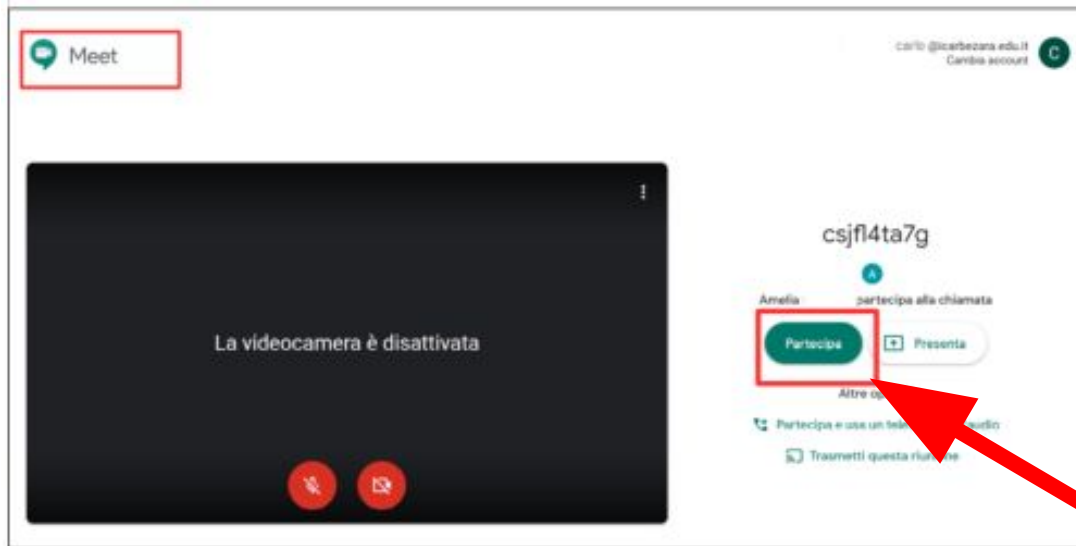 Meet
carlo @icarbezara.edu.it
Cambia account
C
csjfl4ta7g
A
Amelia partecipa alla chiamata
La videocamera è disattivata
Partecipa
Presenta
Altre
Partecipa e usa un audio
Trasmetti questa